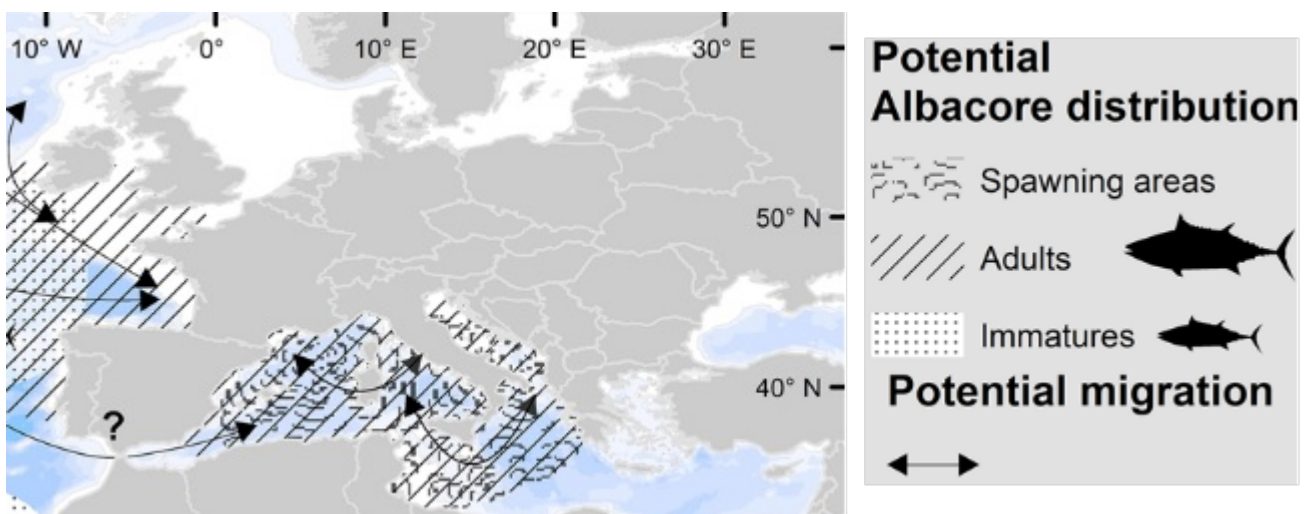 10° W 0° 10° E 20° E 30° E
50° N
40° N
?
Potential
Albacore distribution
Spawning areas
Adults
Immatures
Potential migration